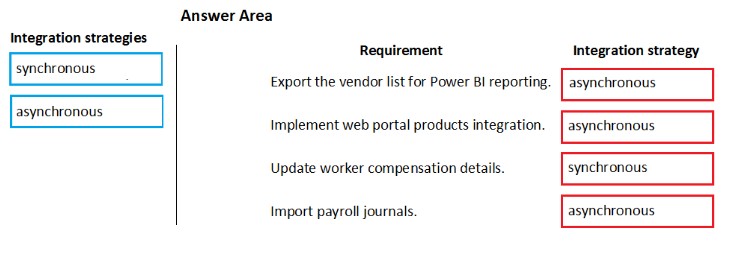 Answer Area
Integration strategies
synchronous
asynchronous
Requirement Integration strategy
Export the vendor list for Power BI reporting. asynchronous
Implement web portal products integration. asynchronous
Update worker compensation details. synchronous
Import payroll journals. asynchronous